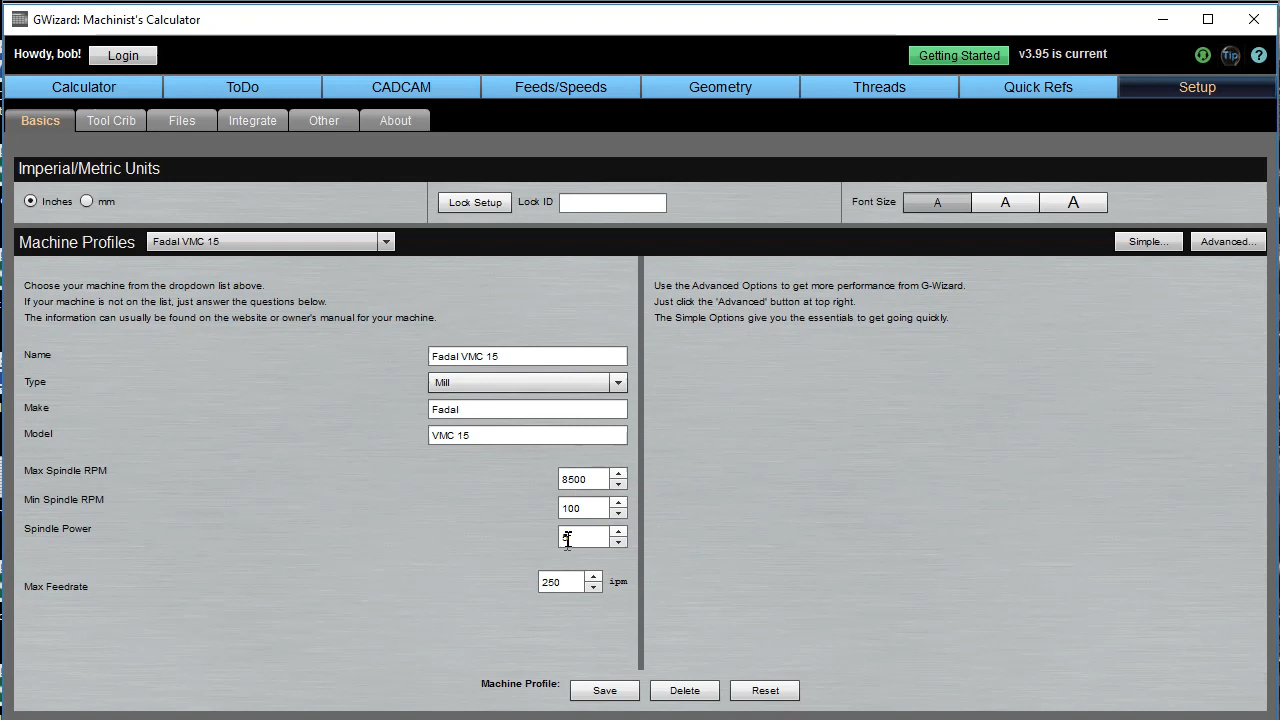 GWizard: Machinist's Calculator
Howdy, bob! Login Getting Started v3.95 is current Tip ?
Calculator ToDo CADCAM Feeds/Speeds Geometry Threads Quick Refs Setup
Basics Tool Crib Files Integrate Other About
Imperial/Metric Units
Inches mm Lock Setup Lock ID Font Size A A A
Machine Profiles Fadal VMC 15 Simple... Advanced...
Choose your machine from the dropdown list above.
If your machine is not on the list, just answer the questions below.
The information can usually be found on the website or owner's manual for your machine.
Use the Advanced Options to get more performance from G-Wizard.
Just click the 'Advanced' button at top right.
The Simple Options give you the essentials to get going quickly.
Name Fadal VMC 15
Type Mill
Make Fadal
Model VMC 15
Max Spindle RPM 8500
Min Spindle RPM 100
Spindle Power
Max Feedrate 250 ipm
Machine Profile: Save Delete Reset